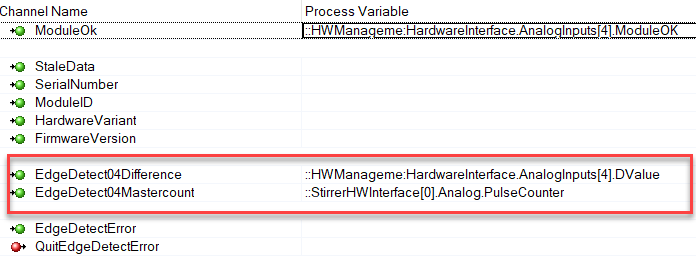 Channel Name Process Variable
ModuleOk ::HWManageme:HardwareInterface.AnalogInputs[4].ModuleOK
StaleData
SerialNumber
ModuleID
HardwareVariant
FirmwareVersion
EdgeDetect04Difference ::HWManageme:HardwareInterface.AnalogInputs[4].DValue
EdgeDetect04Mastercount ::StirrerHWInterface[0].Analog.PulseCounter
EdgeDetectError
QuitEdgeDetectError